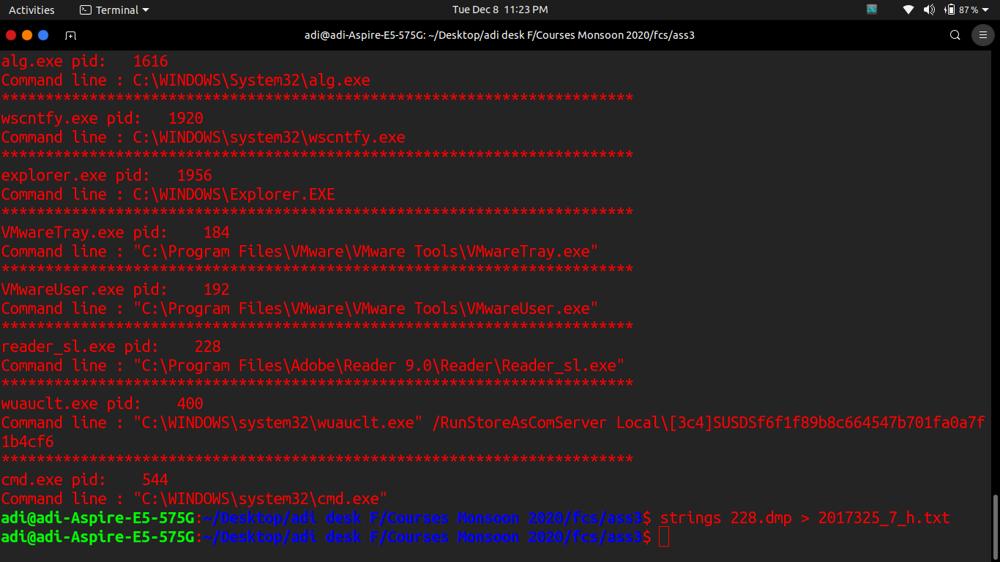 Activities Terminal Tue Dec 8 11:23 PM 87 %
adi@adi-Aspire-E5-575G: ~/Desktop/adi desk F/Courses Monsoon 2020/fcs/ass3
alg.exe pid:   1616
Command line : C:\WINDOWS\System32\alg.exe
************************************************************************
wscntfy.exe pid:   1920
Command line : C:\WINDOWS\system32\wscntfy.exe
************************************************************************
explorer.exe pid:   1956
Command line : C:\WINDOWS\Explorer.EXE
************************************************************************
VMwareTray.exe pid:    184
Command line : "C:\Program Files\VMware\VMware Tools\VMwareTray.exe"
************************************************************************
VMwareUser.exe pid:    192
Command line : "C:\Program Files\VMware\VMware Tools\VMwareUser.exe"
************************************************************************
reader_sl.exe pid:    228
Command line : "C:\Program Files\Adobe\Reader 9.0\Reader\Reader_sl.exe"
************************************************************************
wuauclt.exe pid:    400
Command line : "C:\WINDOWS\system32\wuauclt.exe" /RunStoreAsComServer Local\[3c4]SUSDSf6f1f89b8c664547b701fa0a7f
1b4cf6
************************************************************************
cmd.exe pid:    544
Command line : "C:\WINDOWS\system32\cmd.exe"
adi@adi-Aspire-E5-575G:~/Desktop/adi desk F/Courses Monsoon 2020/fcs/ass3$ strings 228.dmp > 2017325_7_h.txt
adi@adi-Aspire-E5-575G:~/Desktop/adi desk F/Courses Monsoon 2020/fcs/ass3$